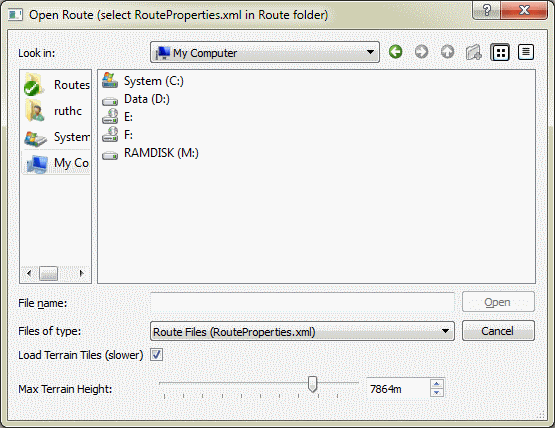 Open Route (select RouteProperties.xml in Route folder)
Look in:
My Computer
Routes
ruthc
System
My Co
System (C:)
Data (D:)
E:
F:
RAMDISK (M:)
File name:
Open
Files of type:
Route Files (RouteProperties.xml)
Cancel
Load Terrain Tiles (slower)
Max Terrain Height:
7864m